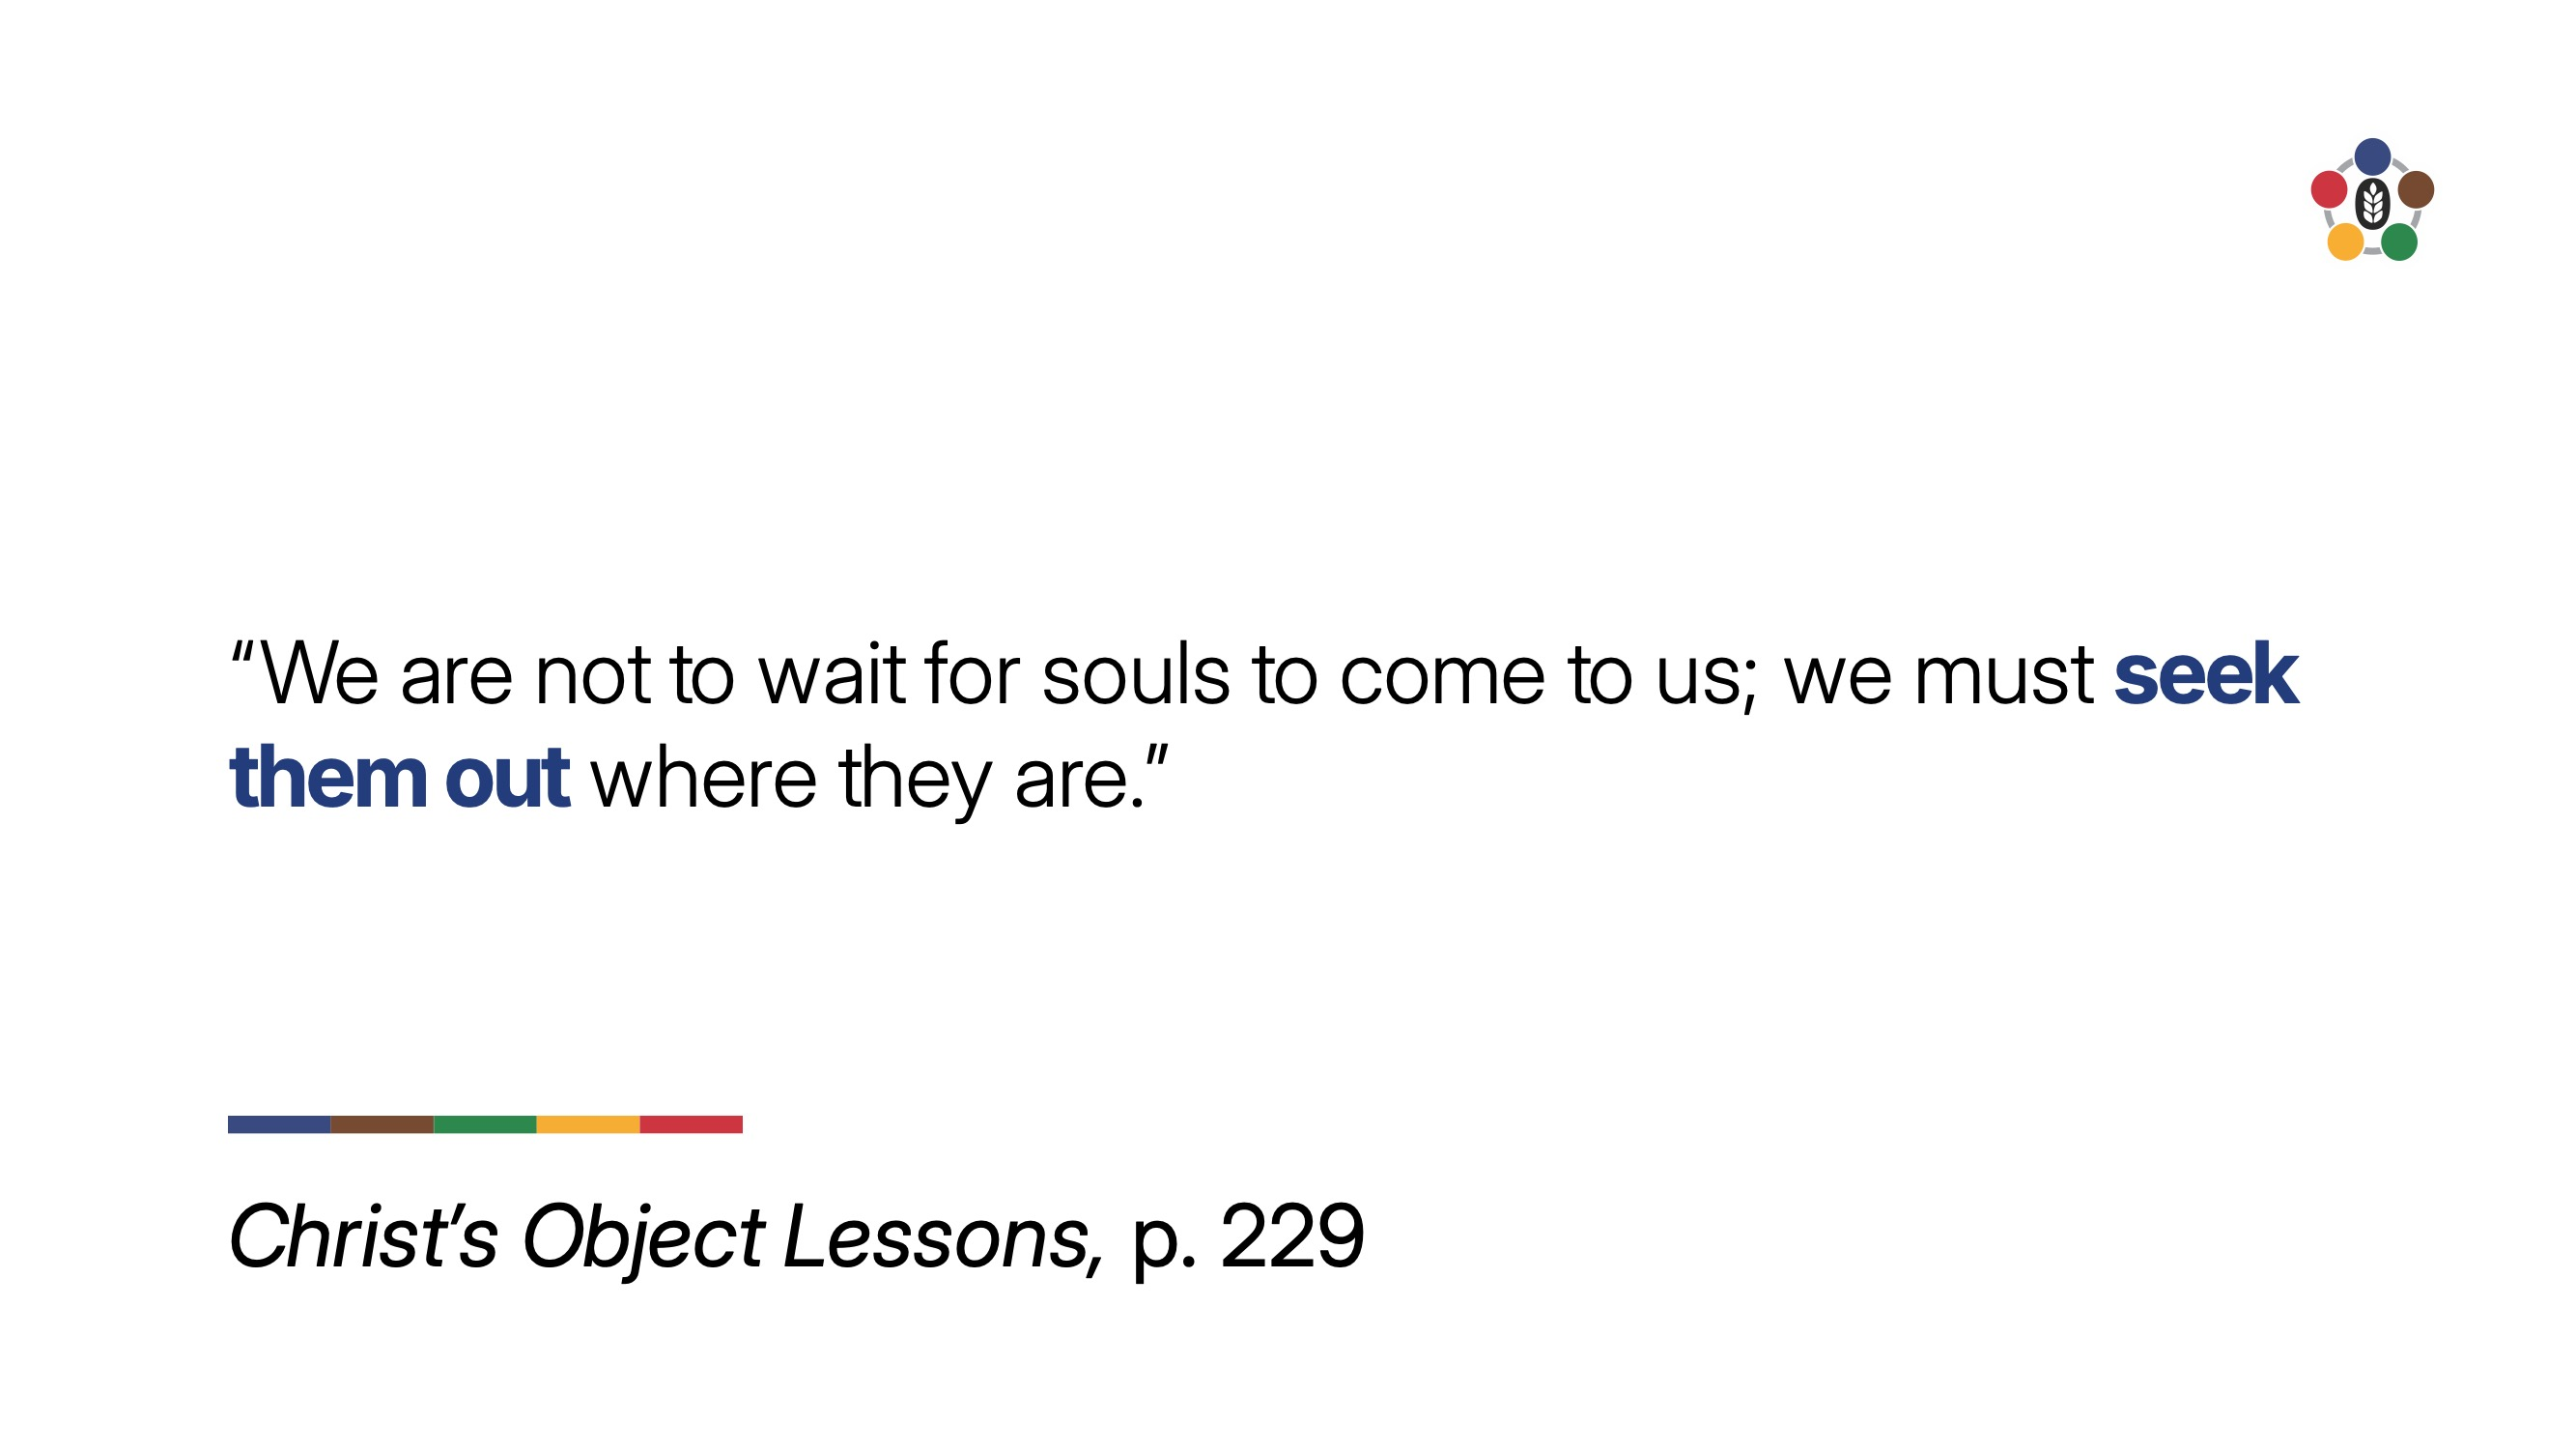 “We are not to wait for souls to come to us; we must seek
them out where they are.”
Christ’s Object Lessons, p. 229